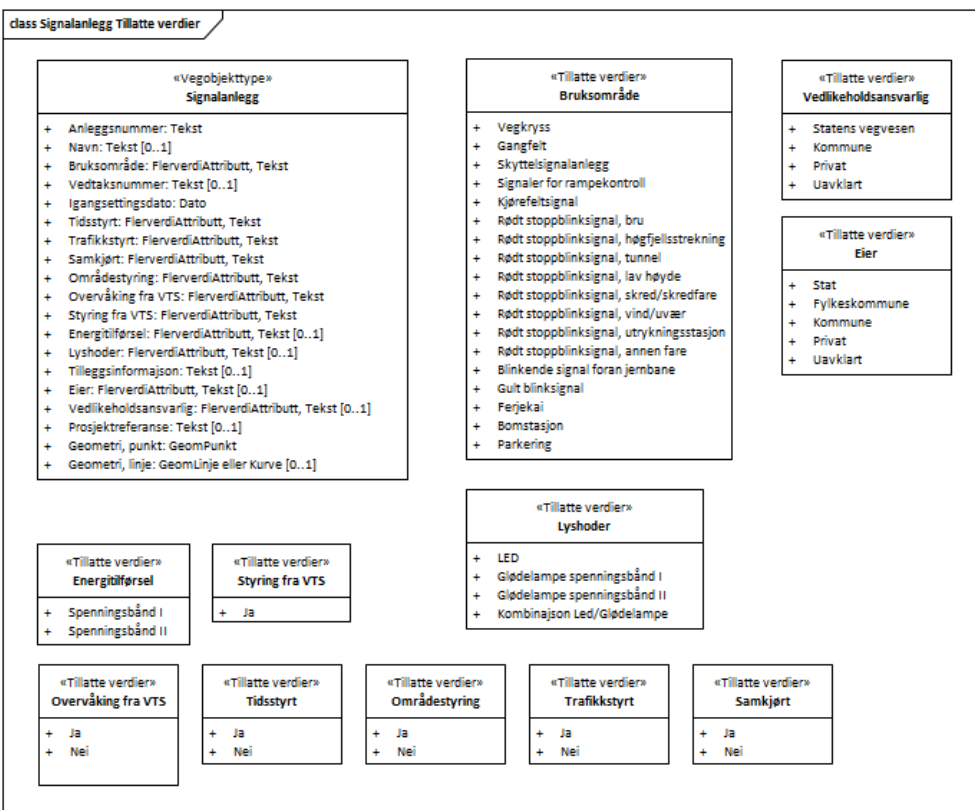 class Signalanlegg Tillatte verdier
«Vegobjekttype»
Signalanlegg
+ Anleggsnummer: Tekst
+ Navn: Tekst [0..1]
+ Bruksområde: FlerverdiAttributt, Tekst
+ Vedtaksnummer: Tekst [0..1]
+ Igangsettingsdato: Dato
+ Tidsstyrt: FlerverdiAttributt, Tekst
+ Trafikkstyrt: FlerverdiAttributt, Tekst
+ Samkjørt: FlerverdiAttributt, Tekst
+ Områdestyring: FlerverdiAttributt, Tekst
+ Overvåking fra VTS: FlerverdiAttributt, Tekst
+ Styring fra VTS: FlerverdiAttributt, Tekst
+ Energitilførsel: FlerverdiAttributt, Tekst [0..1]
+ Lyshoder: FlerverdiAttributt, Tekst [0..1]
+ Tilleggsinformajson: Tekst [0..1]
+ Eier: FlerverdiAttributt, Tekst [0..1]
+ Vedlikeholdsansvarlig: FlerverdiAttributt, Tekst [0..1]
+ Prosjektreferanse: Tekst [0..1]
+ Geometri, punkt: GeomPunkt
+ Geometri, linje: GeomLinje eller Kurve [0..1]
«Tillatte verdier»
Bruksområde
+ Vegkryss
+ Gangfelt
+ Skyttelsignalanlegg
+ Signaler for rampekontroll
+ Kjørefeltsignal
+ Rødt stoppblinksignal, bru
+ Rødt stoppblinksignal, høgfjellsstrekning
+ Rødt stoppblinksignal, tunnel
+ Rødt stoppblinksignal, lav høyde
+ Rødt stoppblinksignal, skred/skredfare
+ Rødt stoppblinksignal, vind/uvær
+ Rødt stoppblinksignal, utrykningsstasjon
+ Rødt stoppblinksignal, annen fare
+ Blinkende signal foran jernbane
+ Gult blinksignal
+ Ferjekai
+ Bomstasjon
+ Parkering
«Tillatte verdier»
Vedlikeholdsansvarlig
+ Statens vegvesen
+ Kommune
+ Privat
+ Uavklart
«Tillatte verdier»
Eier
+ Stat
+ Fylkeskommune
+ Kommune
+ Privat
+ Uavklart
«Tillatte verdier»
Lyshoder
+ LED
+ Glødelampe spenningsbånd I
+ Glødelampe spenningsbånd II
+ Kombinajson Led/Glødelampe
«Tillatte verdier»
Energitilførsel
+ Spenningsbånd I
+ Spenningsbånd II
«Tillatte verdier»
Styring fra VTS
+ Ja
«Tillatte verdier»
Overvåking fra VTS
+ Ja
+ Nei
«Tillatte verdier»
Tidsstyrt
+ Ja
+ Nei
«Tillatte verdier»
Områdestyring
+ Ja
+ Nei
«Tillatte verdier»
Trafikkstyrt
+ Ja
+ Nei
«Tillatte verdier»
Samkjørt
+ Ja
+ Nei